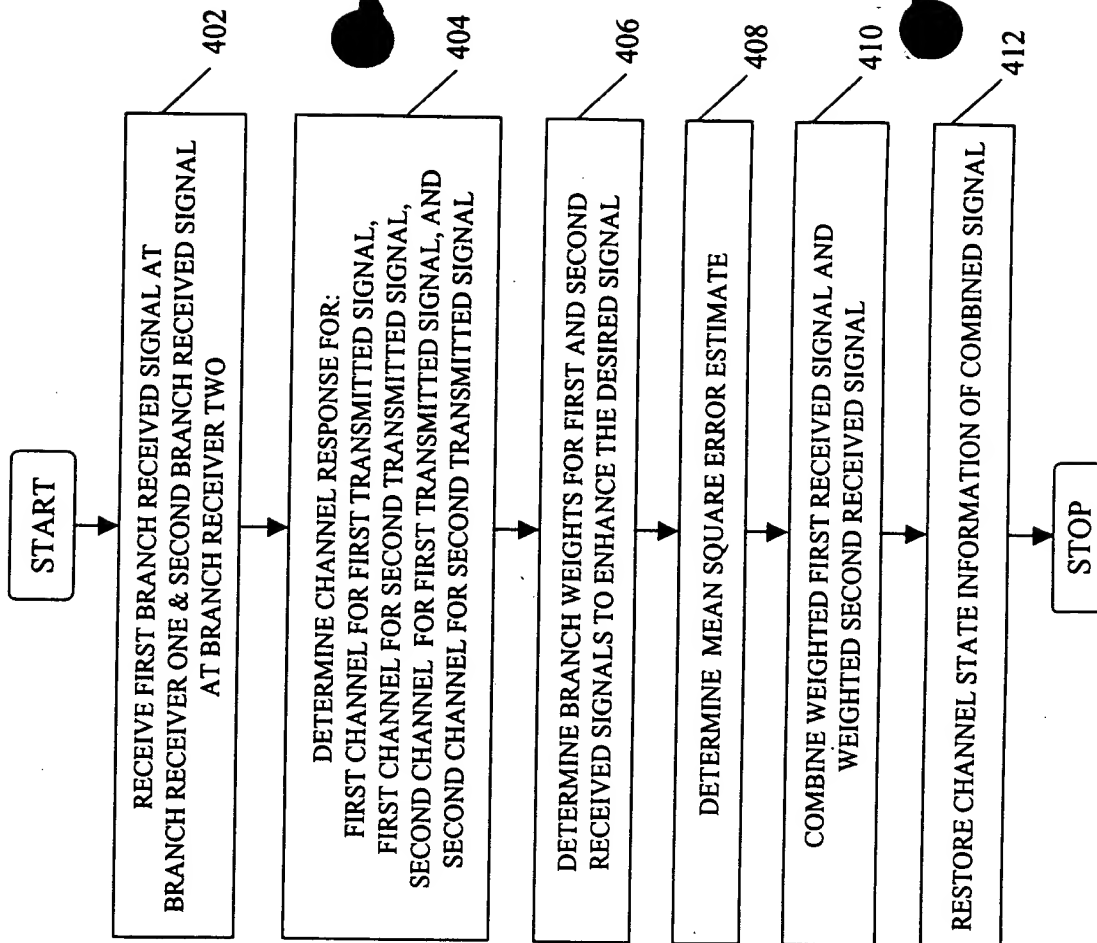 START
RECEIVE FIRST BRANCH RECEIVED SIGNAL AT
BRANCH RECEIVER ONE & SECOND BRANCH RECEIVED SIGNAL
AT BRANCH RECEIVER TWO
402
DETERMINE CHANNEL RESPONSE FOR:
FIRST CHANNEL FOR FIRST TRANSMITTED SIGNAL,
FIRST CHANNEL FOR SECOND TRANSMITTED SIGNAL,
SECOND CHANNEL FOR FIRST TRANSMITTED SIGNAL, AND
SECOND CHANNEL FOR SECOND TRANSMITTED SIGNAL
404
DETERMINE BRANCH WEIGHTS FOR FIRST AND SECOND
RECEIVED SIGNALS TO ENHANCE THE DESIRED SIGNAL
406
DETERMINE MEAN SQUARE ERROR ESTIMATE
408
COMBINE WEIGHTED FIRST RECEIVED SIGNAL AND
WEIGHTED SECOND RECEIVED SIGNAL
410
RESTORE CHANNEL STATE INFORMATION OF COMBINED SIGNAL
412
STOP